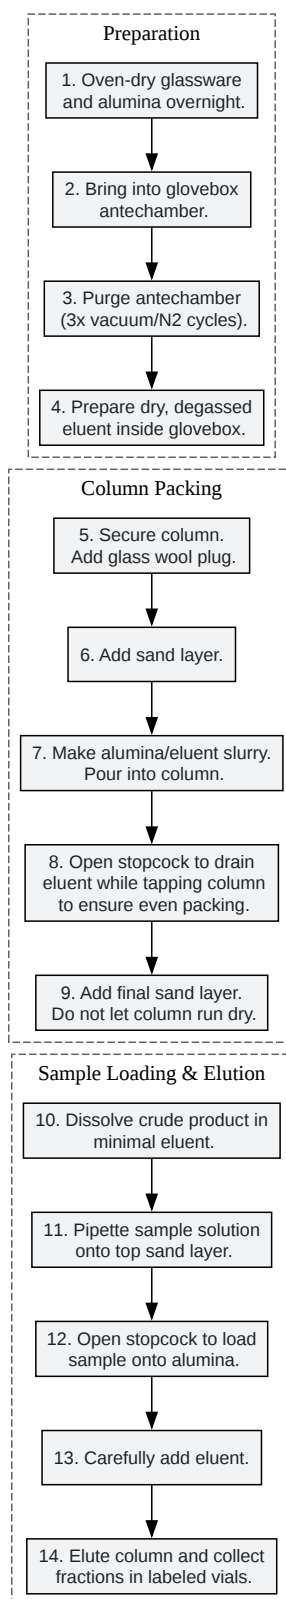 Preparation
1. Oven-dry glassware
and alumina overnight.
2. Bring into glovebox
antechamber.
3. Purge antechamber
(3x vacuum/N2 cycles).
4. Prepare dry, degassed
eluent inside glovebox.
Column Packing
5. Secure column.
Add glass wool plug.
6. Add sand layer.
7. Make alumina/eluent slurry.
Pour into column.
8. Open stopcock to drain
eluent while tapping column
to ensure even packing.
9. Add final sand layer.
Do not let column run dry.
Sample Loading & Elution
10. Dissolve crude product in
minimal eluent.
11. Pipette sample solution
onto top sand layer.
12. Open stopcock to load
sample onto alumina.
13. Carefully add eluent.
14. Elute column and collect
fractions in labeled vials.